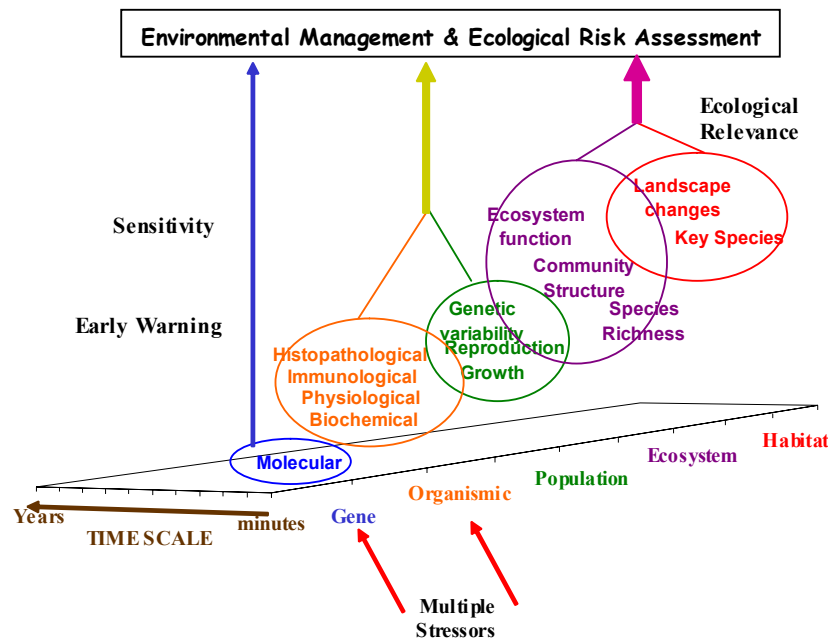 Environmental Management & Ecological Risk Assessment
Ecological
Relevance
Landscape
changes
Key Species
Sensitivity
Ecosystem
function
Community
Structure
Species
Richness
Early Warning
Genetic
variability
Reproduction
Growth
Histopathological
Immunological
Physiological
Biochemical
Molecular
Habitat
Ecosystem
Population
Organismic
Gene
minutes
TIME SCALE
Years
Multiple
Stressors